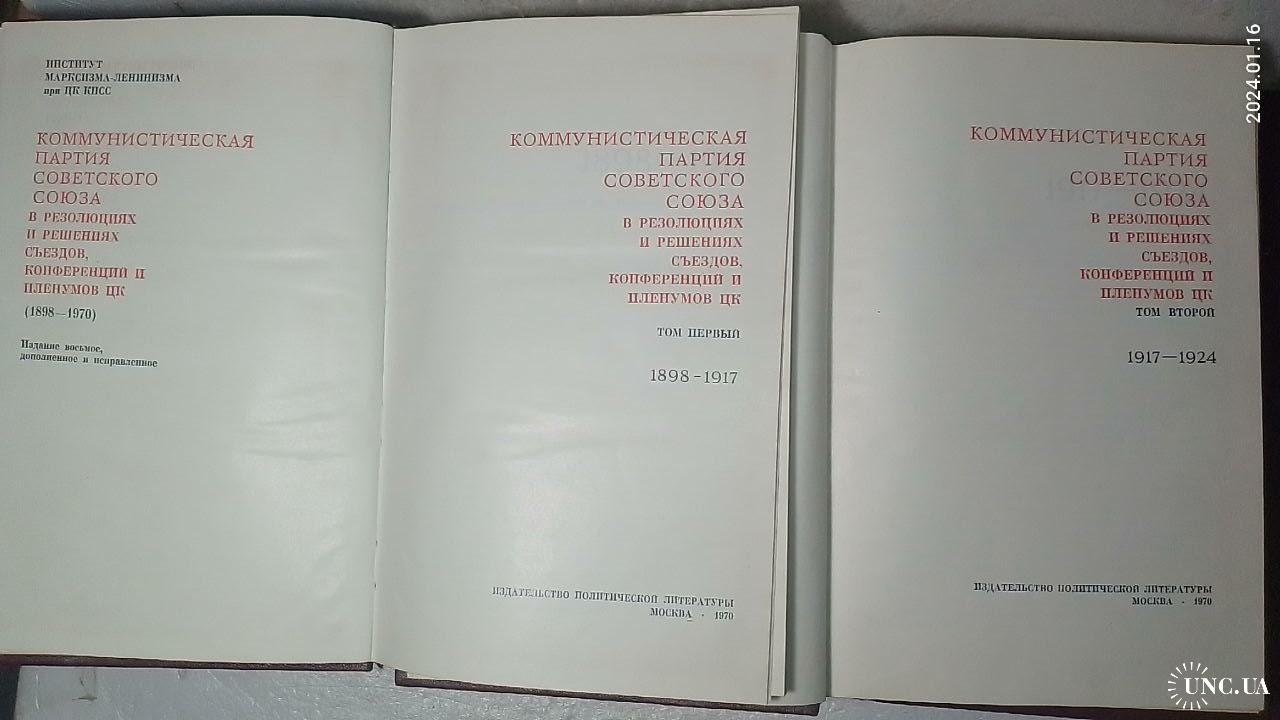 ИНСТИТУТ
МАРКСИЗМА-ЛЕНИНИЗМА
при ЦК КПСС
КОММУНИСТИЧЕСКАЯ
ПАРТИЯ
СОВЕТСКОГО
СОЮЗА
В РЕЗОЛЮЦИЯХ
И РЕШЕНИЯХ
СЪЕЗДОВ,
КОНФЕРЕНЦИЙ И
ПЛЕНУМОВ ЦК
(1898—1970)
Издание восьмое,
дополненное и исправленное
КОММУНИСТИЧЕСКАЯ
ПАРТИЯ
СОВЕТСКОГО
СОЮЗА
В РЕЗОЛЮЦИЯХ
И РЕШЕНИЯХ
СЪЕЗДОВ,
КОНФЕРЕНЦИЙ И
ПЛЕНУМОВ ЦК
ТОМ ПЕРВЫЙ
1898-1917
ИЗДАТЕЛЬСТВО ПОЛИТИЧЕСКОЙ ЛИТЕРАТУРЫ
МОСКВА · 1970
КОММУНИСТИЧЕСКАЯ
ПАРТИЯ
СОВЕТСКОГО
СОЮЗА
В РЕЗОЛЮЦИЯХ
И РЕШЕНИЯХ
СЪЕЗДОВ,
КОНФЕРЕНЦИЙ И
ПЛЕНУМОВ ЦК
ТОМ ВТОРОЙ
1917—1924
ИЗДАТЕЛЬСТВО ПОЛИТИЧЕСКОЙ ЛИТЕРАТУРЫ
МОСКВА · 1970
2024.01.16
UNC.UA